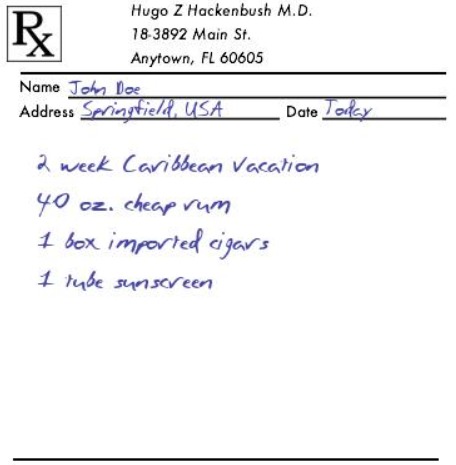 Rx
Hugo Z Hackenbush M.D.
18-3892 Main St.
Anytown, FL 60605
Name John Doe
Address Springfield, USA Date Today
2 week Caribbean Vacation
40 oz. cheap rum
1 box imported cigars
1 tube sunscreen